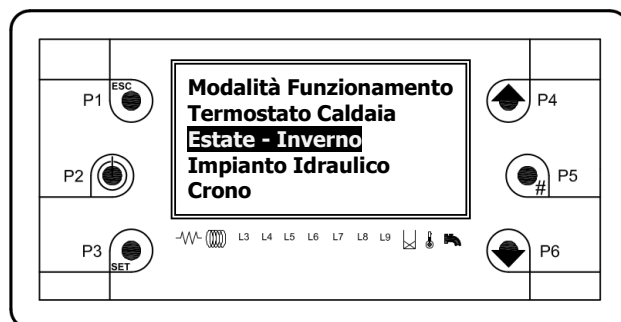 ESC
P1
P2
P3
SET
Modalità Funzionamento
Termostato Caldaia
Estate - Inverno
Impianto Idraulico
Crono
L3 L4 L5 L6 L7 L8 L9
P4
P5
#
P6